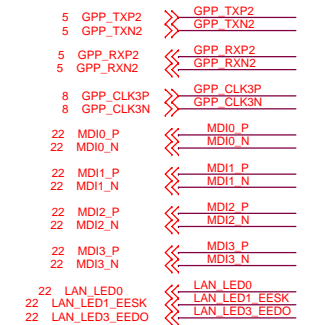 5 GPP_TXP2 GPP_TXP2
5 GPP_TXN2 GPP_TXN2
5 GPP_RXP2 GPP_RXP2
5 GPP_RXN2 GPP_RXN2
8 GPP_CLK3P GPP_CLK3P
8 GPP_CLK3N GPP_CLK3N
22 MDI0_P MDI0_P
22 MDI0_N MDI0_N
22 MDI1_P MDI1_P
22 MDI1_N MDI1_N
22 MDI2_P MDI2_P
22 MDI2_N MDI2_N
22 MDI3_P MDI3_P
22 MDI3_N MDI3_N
22 LAN_LED0 LAN_LED0
22 LAN_LED1_EESK LAN_LED1_EESK
22 LAN_LED3_EEDO LAN_LED3_EEDO